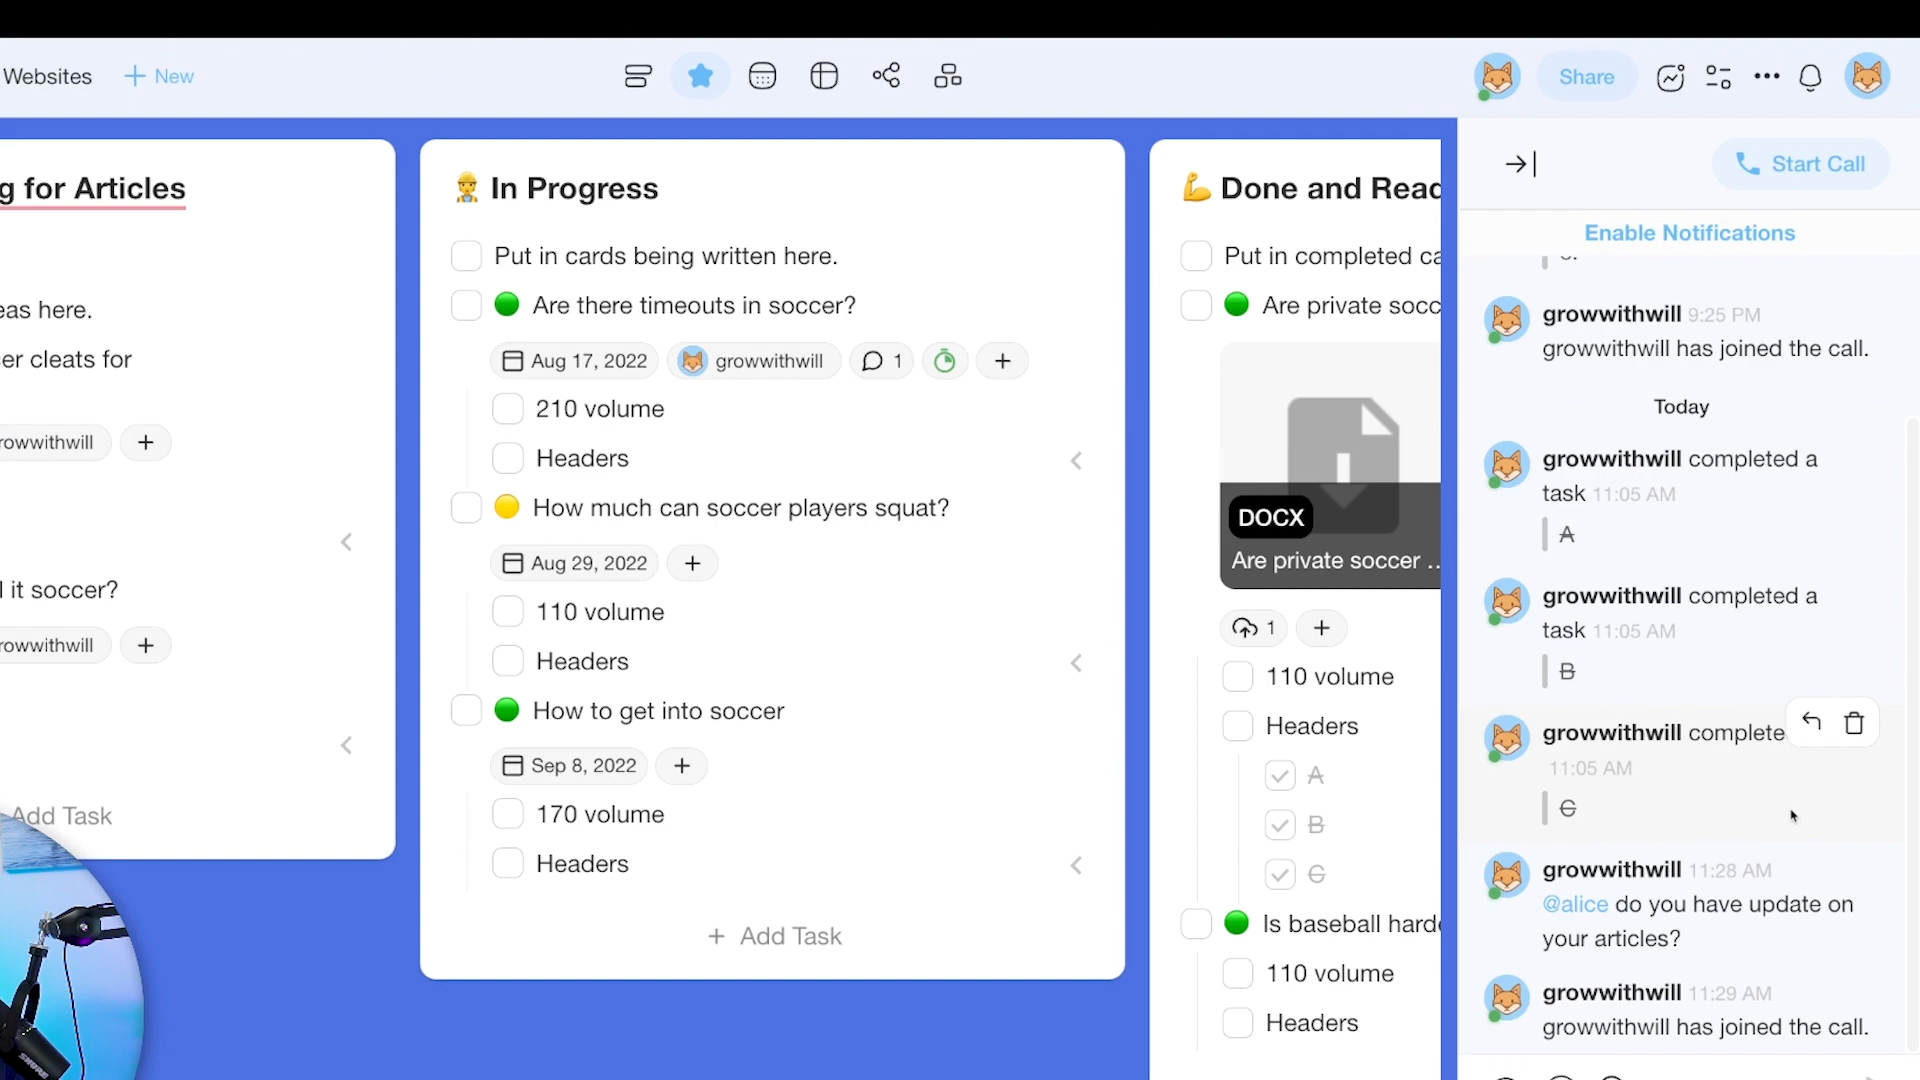 Websites
New
Share
g for Articles
eas here.
er cleats for
rowwithwill
l it soccer?
rowwithwill
Add Task
In Progress
Put in cards being written here.
Are there timeouts in soccer?
Aug 17, 2022
growwithwill
1
210 volume
Headers
How much can soccer players squat?
Aug 29, 2022
110 volume
Headers
How to get into soccer
Sep 8, 2022
170 volume
Headers
+ Add Task
Done and Read
Put in completed ca
Are private socc
DOCX
Are private soccer ..
1
110 volume
Headers
A
B
C
Is baseball harde
110 volume
Headers
Start Call
Enable Notifications
growwithwill 9:25 PM
growwithwill has joined the call.
Today
growwithwill completed a
task 11:05 AM
A
growwithwill completed a
task 11:05 AM
B
growwithwill complete
11:05 AM
C
growwithwill 11:28 AM
@alice do you have update on
your articles?
growwithwill 11:29 AM
growwithwill has joined the call.
SHURE